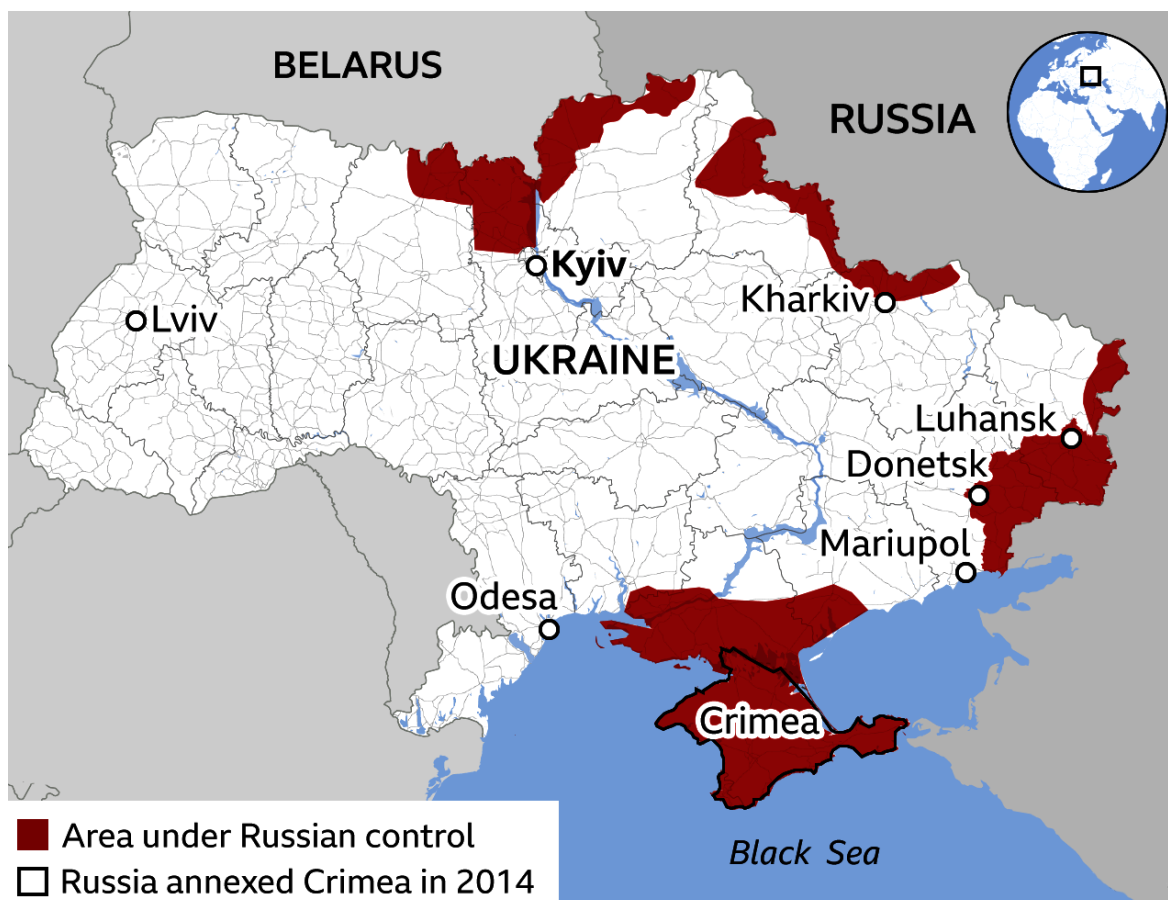 BELARUS
RUSSIA
Kyiv
Kharkiv
Lviv
UKRAINE
Luhansk
Donetsk
Mariupol
Odesa
Crimea
Area under Russian control
Black Sea
Russia annexed Crimea in 2014